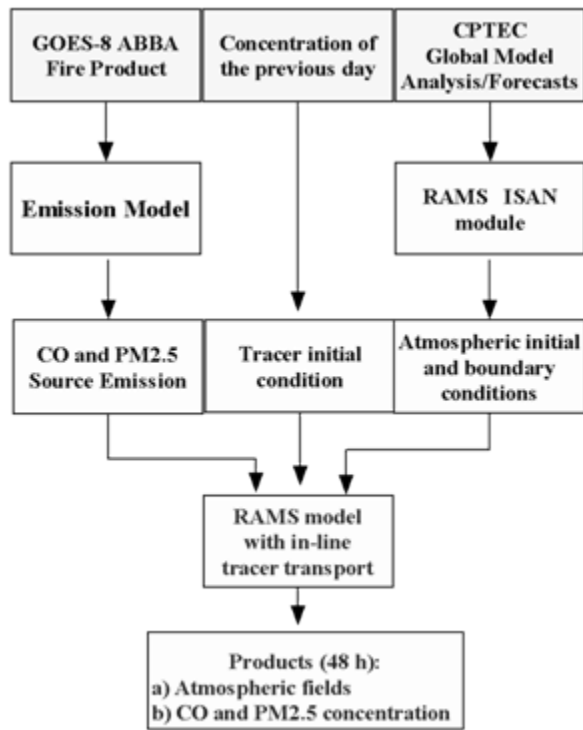 GOES-8 ABBA
Fire Product
Concentration of
the previous day
CPTEC
Global Model
Analysis/Forecasts
Emission Model
RAMS ISAN
module
CO and PM2.5
Source Emission
Tracer initial
condition
Atmospheric initial
and boundary
conditions
RAMS model
with in-line
tracer transport
Products (48 h):
a) Atmospheric fields
b) CO and PM2.5 concentration